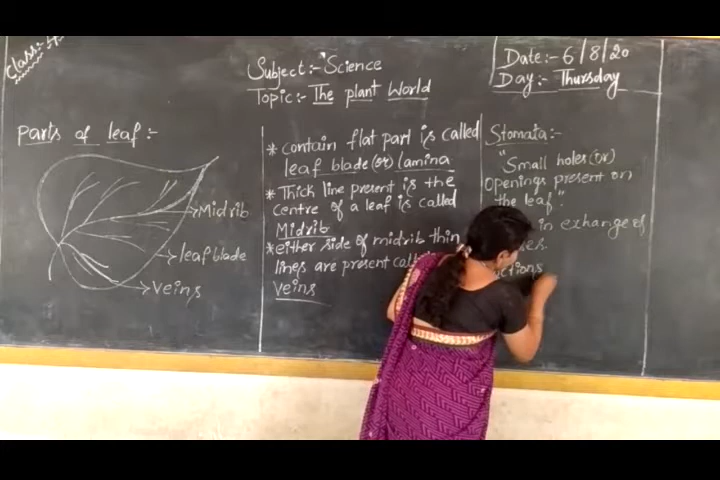 Class:- 4
Subject:- Science
Topic:- The plant World
Date:- 6/8/20
Day:- Thursday
Parts of leaf:-
Midrib
leaf blade
Veins
* contain flat part is called
leaf blade (or) lamina
* Thick line present is the
centre of a leaf is called
Midrib
* either side of midrib thin
lines are present
veins
Stomata:-
"Small holes (or)
Openings present on
the leaf".
in exhange of